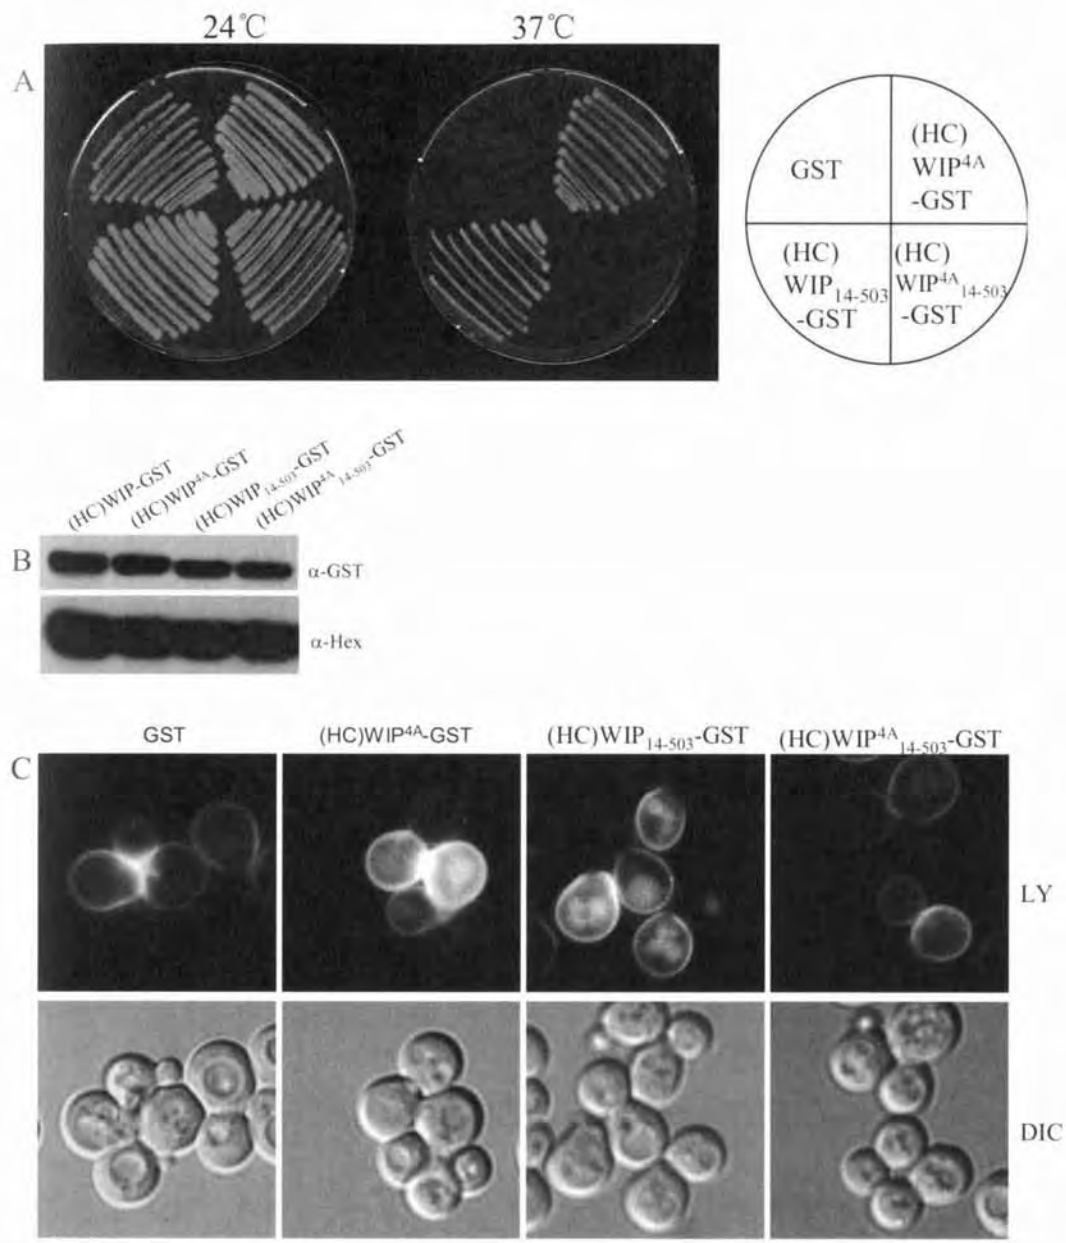 24℃ 37℃
A
GST
(HC)
WIP4A
-GST
(HC)
WIP14-503
-GST
(HC)
WIP4A14-503
-GST
(HC)WIP-GST
(HC)WIP4A-GST
(HC)WIP14-503-GST
(HC)WIP4A14-503-GST
B
α-GST
α-Hex
GST (HC)WIP4A-GST (HC)WIP14-503-GST (HC)WIP4A14-503-GST
C
LY
DIC